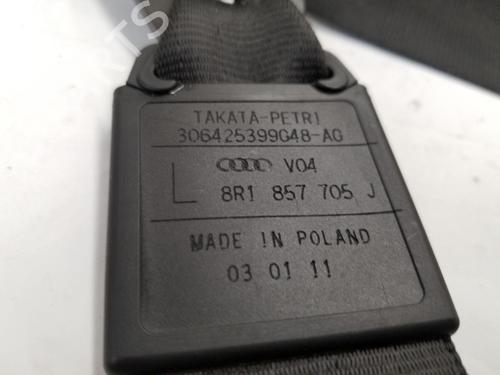 TAKATA-PETRI
306425399G48-AG
V04
L 8R1 857 705 J
MADE IN POLAND
03 01 11